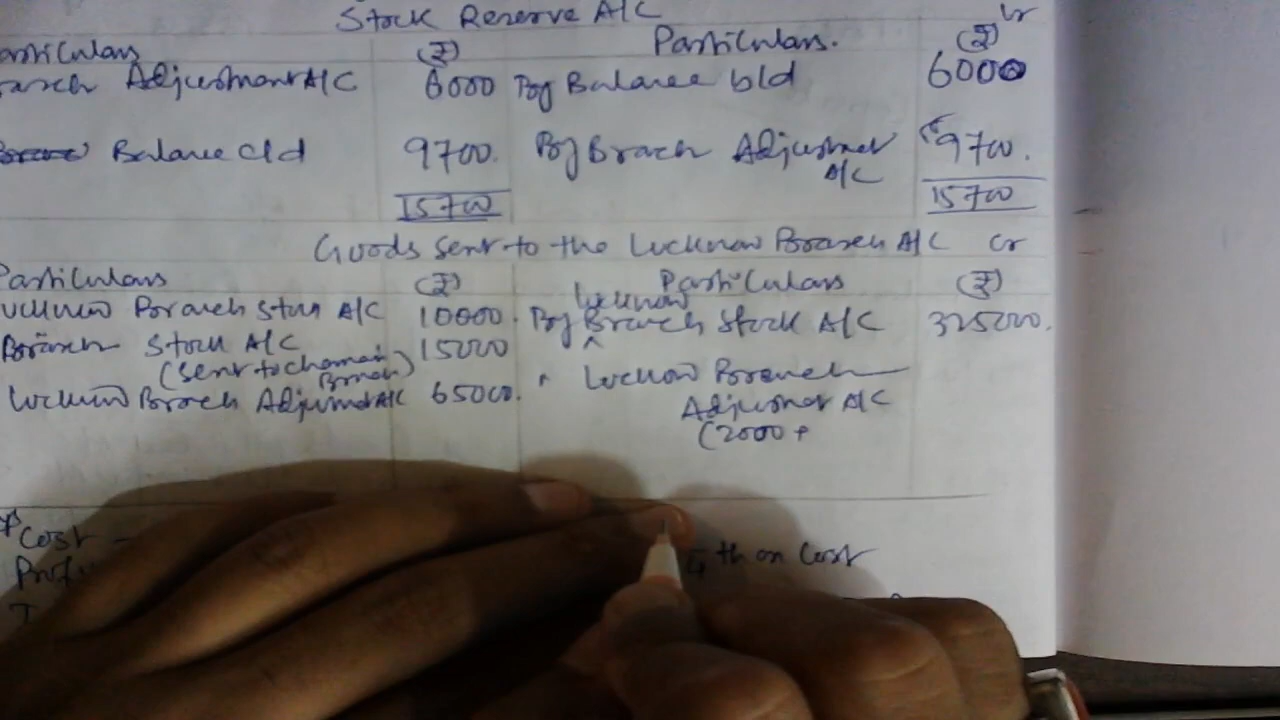 Stock Reserve A/C
Cr
Particulars (₹) Particulars. (₹)
Branch Adjustment A/C 6000 By Balance b/d 6000
Balance c/d 9700. By Branch Adjustment A/C 9700.
15700 15700
Goods sent to the Lucknow Branch A/C Cr
Particulars (₹) Particulars (₹)
Lucknow Branch Stock A/C 10000. By Lucknow Branch Stock A/C 325000.
Branch Stock A/C 15000
(Sent to Branch)
Lucknow Branch Adjustment A/C 65000. " Lucknow Branch
Adjustment A/C
(2000 +
*Cost -
th on Cost